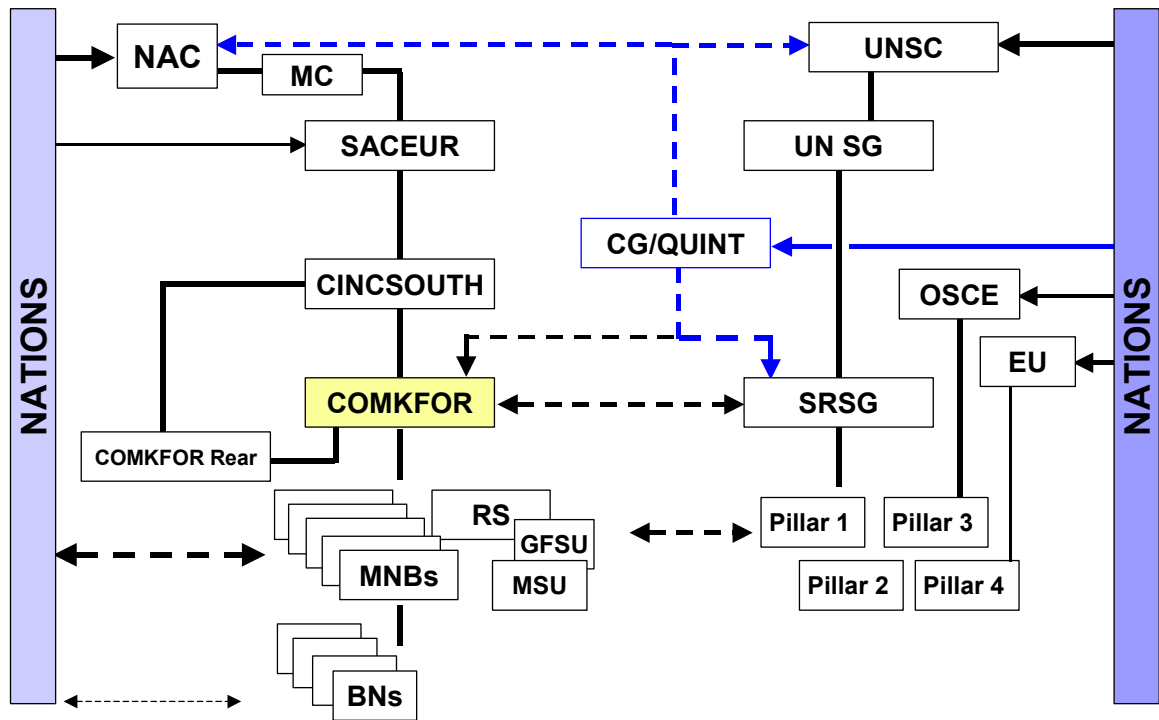 NATIONS
NAC
MC
UNSC
SACEUR
UN SG
CG/QUINT
CINCSOUTH
OSCE
EU
COMKFOR
SRSG
COMKFOR Rear
RS
GFSU
MSU
MNBs
BNs
Pillar 1
Pillar 3
Pillar 2
Pillar 4
NATIONS